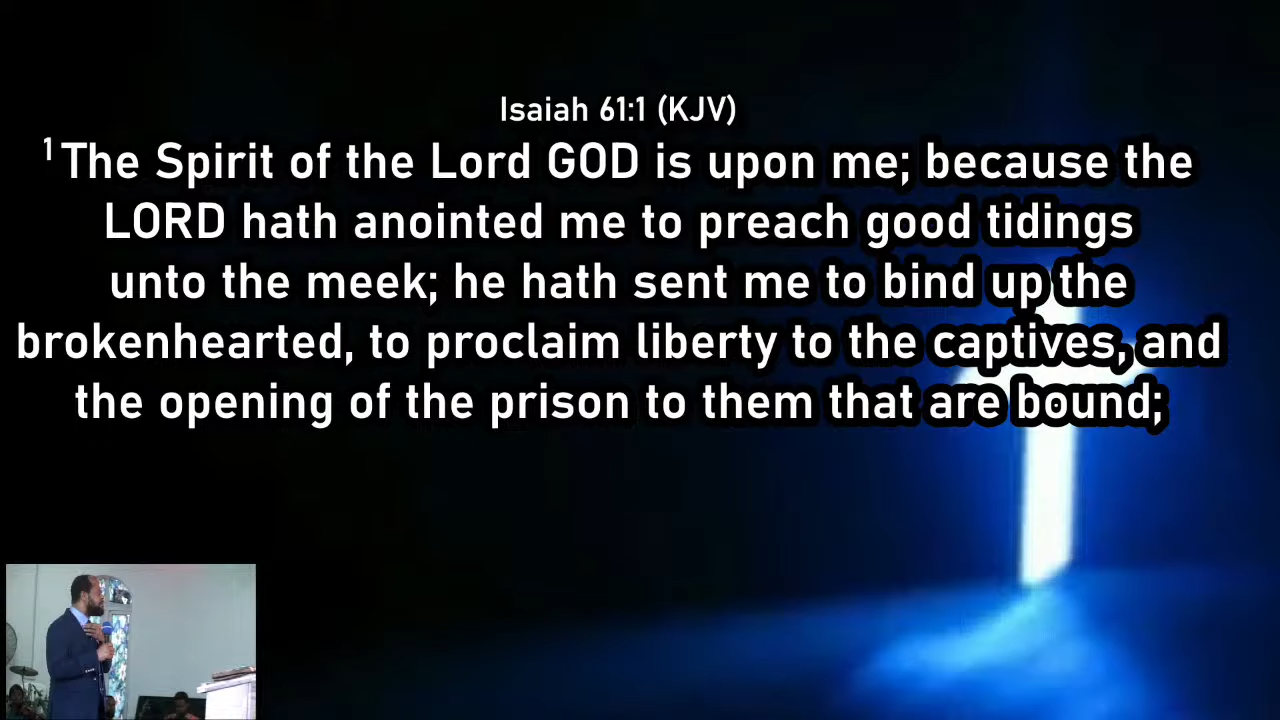 Isaiah 61:1 (KJV)
1 The Spirit of the Lord GOD is upon me; because the
LORD hath anointed me to preach good tidings
unto the meek; he hath sent me to bind up the
brokenhearted, to proclaim liberty to the captives, and
the opening of the prison to them that are bound;